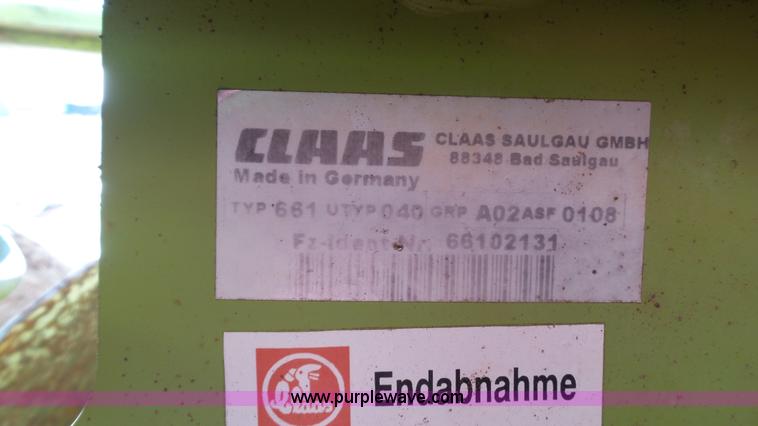 CLAAS
CLAAS SAULGAU GMBH
88348 Bad Saulgau
Made in Germany
TYP 661 UTYP 040 GRP A02 ASF 0108
Fz-Ident-Nr. 66102131
Claas
Endabnahme
www.purplewave.com